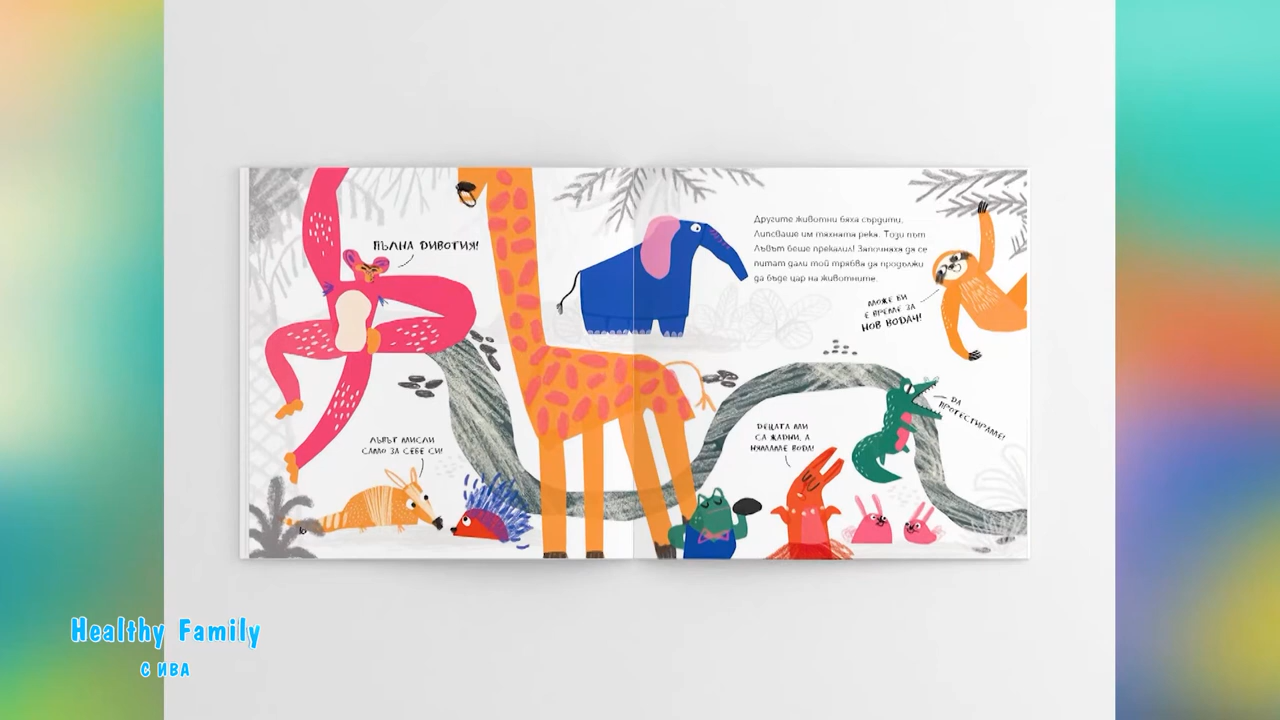 ПЪЛНА ДИВОТИЯ!
Другите животни бяха сърдити.
Липсваше им тяхната река. Този път
Лъвът беше прекалил! Започнаха да се
питат дали той трябва да продължи
да бъде цар на животните.
МОЖЕ БИ
Е ВРЕМЕ ЗА
НОВ ВОДАЧ!
ДА
ПРОТЕСТИРАМЕ!
ЛЪВЪТ МИСЛИ
САМО ЗА СЕБЕ СИ!
ДЕЦАТА МИ
СА ЖАДНИ, А
НЯМАМЕ ВОДА!
Healthy Family
С ИВА